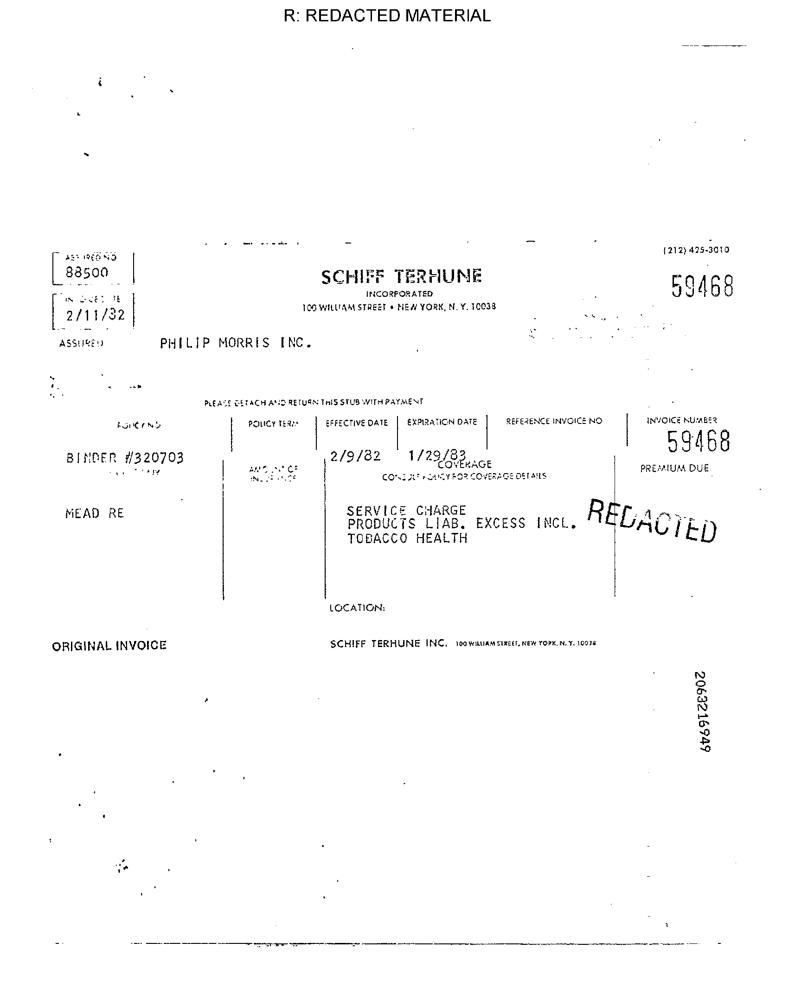 R: REDACTED MATERIAL
(212) 425-3010
ASSURED NO
88500
SCHIFF TERHUNE
INCORPORATED
100 WILLIAM STREET • NEW YORK, N. Y. 10038
59468
INVOICE DATE
2/11/82
ASSURED
PHILIP MORRIS INC.
PLEASE DETACH AND RETURN THIS STUB WITH PAYMENT
POLICY NO
POLICY TERM
EFFECTIVE DATE
EXPIRATION DATE
REFERENCE INVOICE NO
INVOICE NUMBER
59468
BINDER #320703
2/9/82
1/29/83
AMOUNT OF
INSURANCE
COVERAGE
CONSULT POLICY FOR COVERAGE DETAILS
PREMIUM DUE
MEAD RE
SERVICE CHARGE
PRODUCTS LIAB. EXCESS INCL.
TOBACCO HEALTH
REDACTED
LOCATION:
ORIGINAL INVOICE
SCHIFF TERHUNE INC. 100 WILLIAM STREET, NEW YORK, N. Y. 10038
2063216949